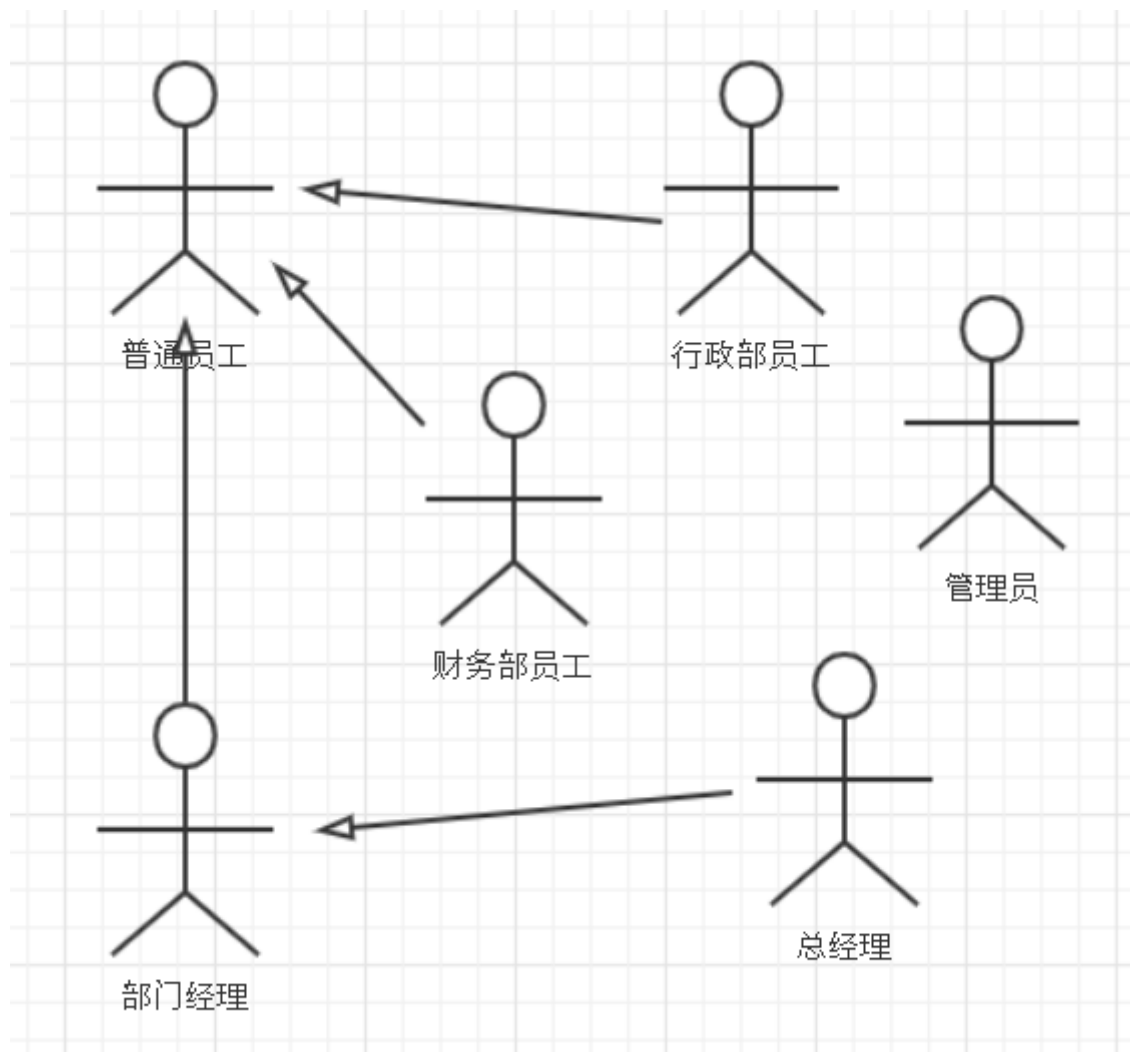 普通员工
行政部员工
管理员
财务部员工
总经理
部门经理